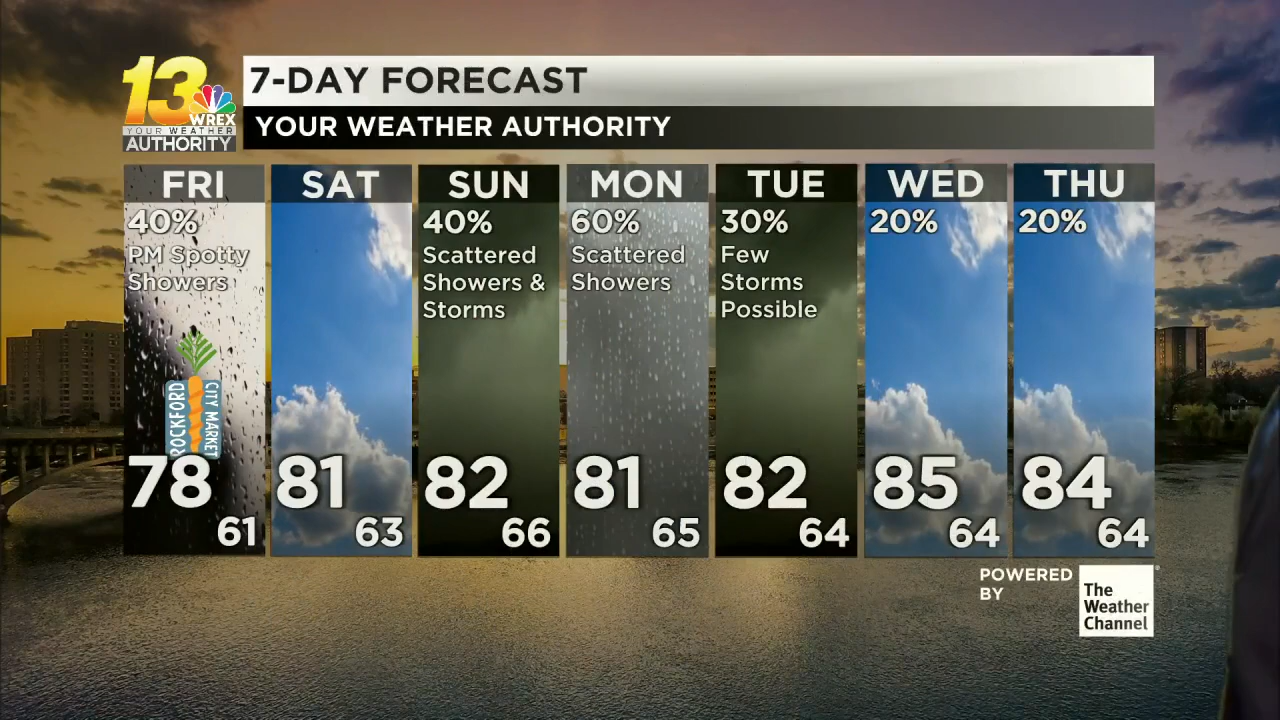 13
WREX
YOUR WEATHER
AUTHORITY
7-DAY FORECAST
YOUR WEATHER AUTHORITY
FRI
40%
PM Spotty
Showers
ROCKFORD
CITY MARKET
78
61
SAT
81
63
SUN
40%
Scattered
Showers &
Storms
82
66
MON
60%
Scattered
Showers
81
65
TUE
30%
Few
Storms
Possible
82
64
WED
20%
85
64
THU
20%
84
64
POWERED
BY
The
Weather
Channel